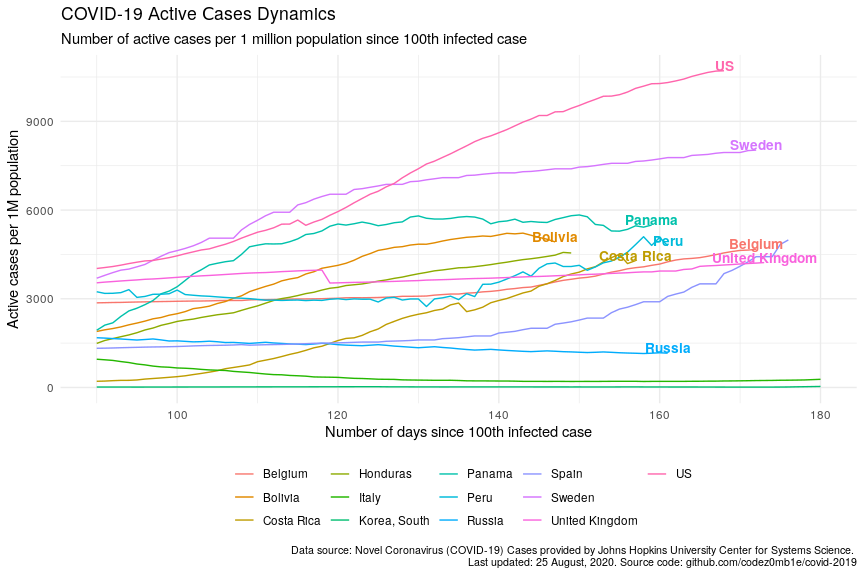 COVID-19 Active Cases Dynamics
Number of active cases per 1 million population since 100th infected case
Active cases per 1M population
9000
6000
3000
0
US
Sweden
Panama
Bolivia
Peru
Belgium
Costa Rica
United Kingdom
Russia
100 120 140 160 180
Number of days since 100th infected case
Belgium Honduras Panama Spain US
Bolivia Italy Peru Sweden
Costa Rica Korea, South Russia United Kingdom
Data source: Novel Coronavirus (COVID-19) Cases provided by Johns Hopkins University Center for Systems Science.
Last updated: 25 August, 2020. Source code: github.com/codez0mb1e/covid-2019